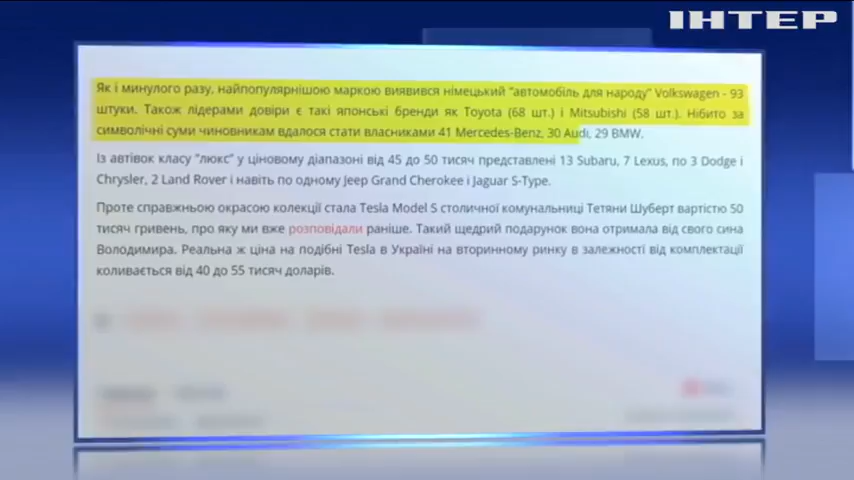 ІНТЕР
Як і минулого разу, найпопулярнішою маркою виявився німецький "автомобіль для народу" Volkswagen - 93
штуки. Також лідерами довіри є такі японські бренди як Toyota (68 шт.) і Mitsubishi (58 шт.). Нібито за
символічні суми чиновникам вдалося стати власниками 41 Mercedes-Benz, 30 Audi, 29 BMW.
Із автівок класу "люкс" у ціновому діапазоні від 45 до 50 тисяч представлені 13 Subaru, 7 Lexus, по 3 Dodge і
Chrysler, 2 Land Rover і навіть по одному Jeep Grand Cherokee і Jaguar S-Type.
Проте справжньою окрасою колекції стала Tesla Model S столичної комунальниці Тетяни Шуберт вартістю 50
тисяч гривень, про яку ми вже розповідали раніше. Такий щедрий подарунок вона отримала від свого сина
Володимира. Реальна ж ціна на подібні Tesla в Україні на вторинному ринку в залежності від комплектації
коливається від 40 до 55 тисяч доларів.